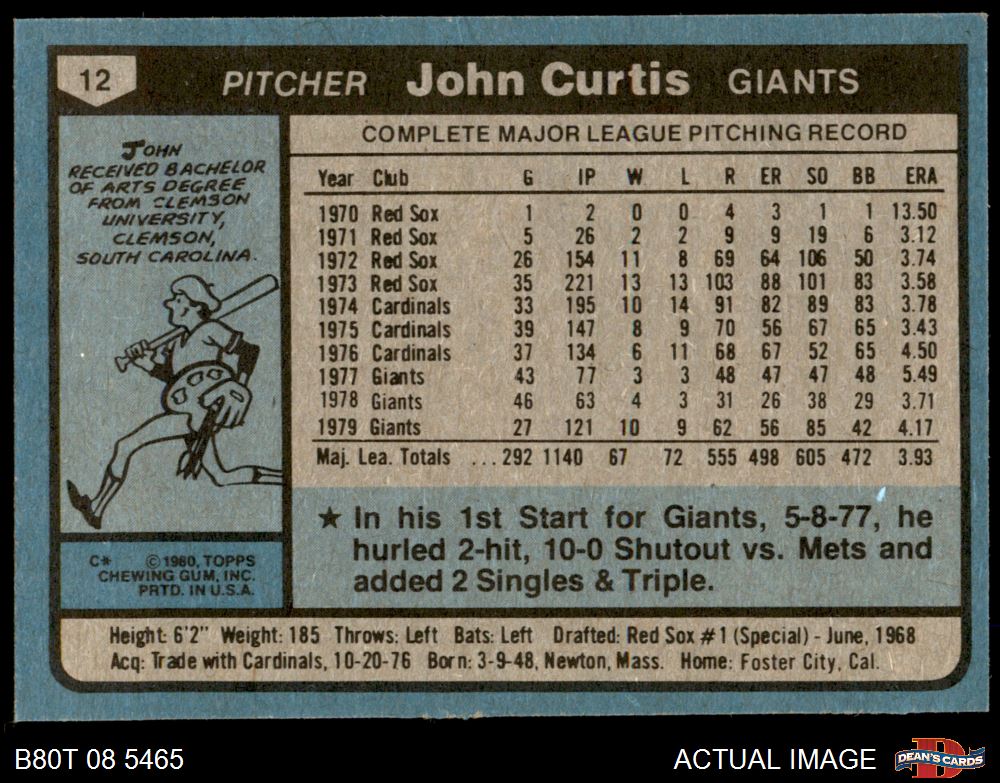 12 PITCHER John Curtis GIANTS
JOHN
RECEIVED BACHELOR
OF ARTS DEGREE
FROM CLEMSON
UNIVERSITY,
CLEMSON,
SOUTH CAROLINA.
C* © 1980, TOPPS
CHEWING GUM, INC.
PRTD. IN U.S.A.
COMPLETE MAJOR LEAGUE PITCHING RECORD
Year Club G IP W L R ER SO BB ERA
1970 Red Sox 1 2 0 0 4 3 1 1 13.50
1971 Red Sox 5 26 2 2 9 9 19 6 3.12
1972 Red Sox 26 154 11 8 69 64 106 50 3.74
1973 Red Sox 35 221 13 13 103 88 101 83 3.58
1974 Cardinals 33 195 10 14 91 82 89 83 3.78
1975 Cardinals 39 147 8 9 70 56 67 65 3.43
1976 Cardinals 37 134 6 11 68 67 52 65 4.50
1977 Giants 43 77 3 3 48 47 47 48 5.49
1978 Giants 46 63 4 3 31 26 38 29 3.71
1979 Giants 27 121 10 9 62 56 85 42 4.17
Maj. Lea. Totals ...292 1140 67 72 555 498 605 472 3.93
★ In his 1st Start for Giants, 5-8-77, he
hurled 2-hit, 10-0 Shutout vs. Mets and
added 2 Singles & Triple.
Height: 6'2" Weight: 185 Throws: Left Bats: Left Drafted: Red Sox #1 (Special) - June, 1968
Acq: Trade with Cardinals, 10-20-76 Born: 3-9-48, Newton, Mass. Home: Foster City, Cal.
B80T 08 5465 ACTUAL IMAGE D DEAN'S CARDS